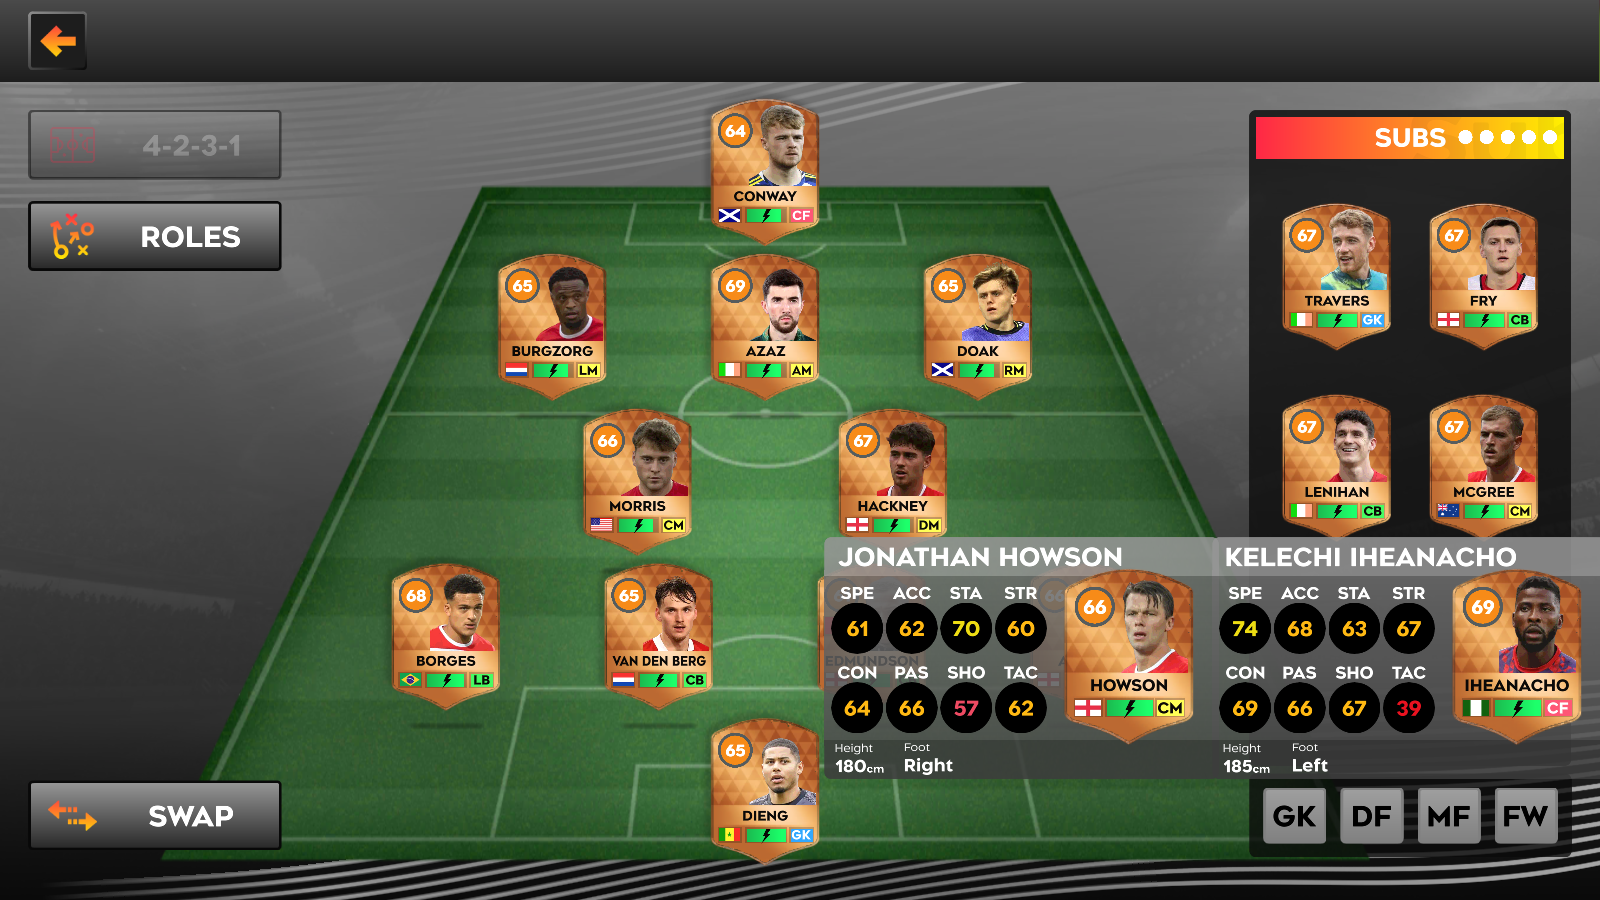 4-2-3-1
ROLES
SWAP
64
CONWAY
CF
65
BURGZORG
LM
69
AZAZ
AM
65
DOAK
RM
66
MORRIS
CM
67
HACKNEY
DM
68
BORGES
LB
65
VAN DEN BERG
CB
EDMUNDSON
66
65
DIENG
GK
SUBS
67
TRAVERS
GK
67
FRY
CB
67
LENIHAN
CB
67
MCGREE
CM
JONATHAN HOWSON
SPE ACC STA STR
61 62 70 60
CON PAS SHO TAC
64 66 57 62
Height Foot
180cm Right
66
HOWSON
CM
KELECHI IHEANACHO
SPE ACC STA STR
74 68 63 67
CON PAS SHO TAC
69 66 67 39
Height Foot
185cm Left
69
IHEANACHO
CF
GK DF MF FW